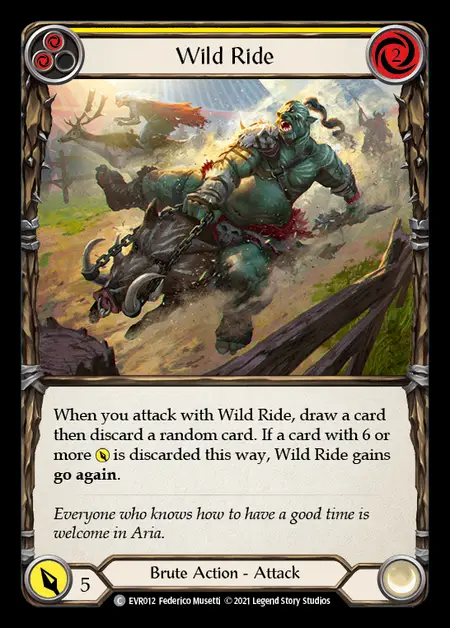 Wild Ride
2
When you attack with Wild Ride, draw a card
then discard a random card. If a card with 6 or
more is discarded this way, Wild Ride gains
go again.
Everyone who knows how to have a good time is
welcome in Aria.
5
Brute Action - Attack
C EVR012 Federico Musetti © 2021 Legend Story Studios